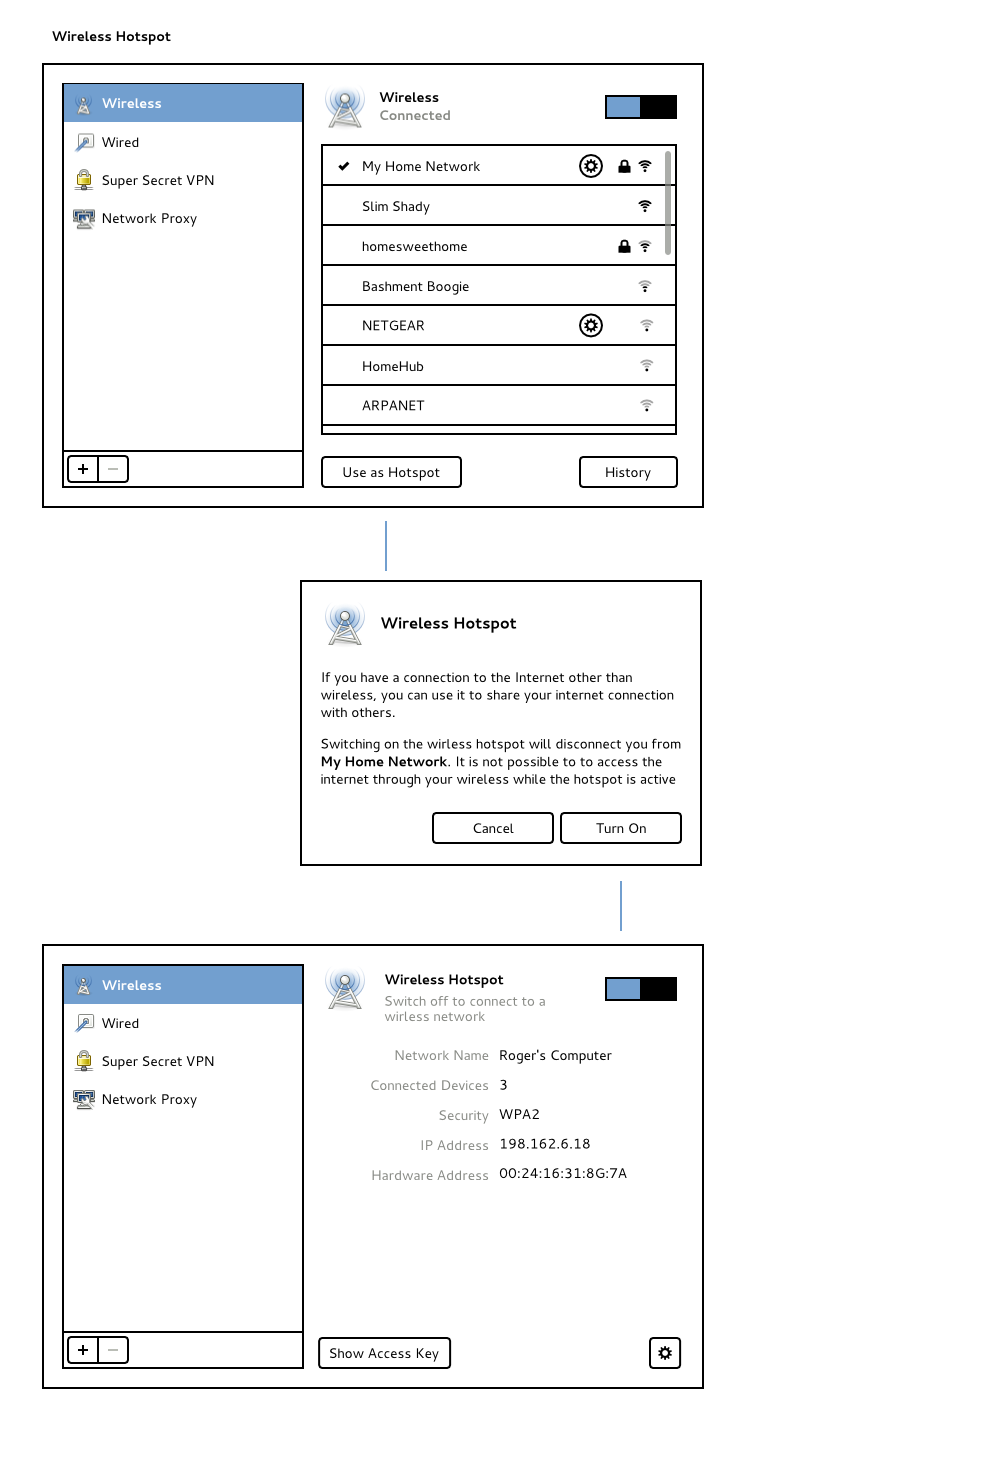 Wireless Hotspot
Wireless
Wired
Super Secret VPN
Network Proxy
Wireless
Connected
My Home Network
Slim Shady
homesweethome
Bashment Boogie
NETGEAR
HomeHub
ARPANET
Use as Hotspot
History
Wireless Hotspot
If you have a connection to the Internet other than
wireless, you can use it to share your internet connection
with others.
Switching on the wirless hotspot will disconnect you from
My Home Network. It is not possible to to access the
internet through your wireless while the hotspot is active
Cancel
Turn On
Wireless
Wired
Super Secret VPN
Network Proxy
Wireless Hotspot
Switch off to connect to a
wirless network
Network Name Roger's Computer
Connected Devices 3
Security WPA2
IP Address 198.162.6.18
Hardware Address 00:24:16:31:8G:7A
Show Access Key